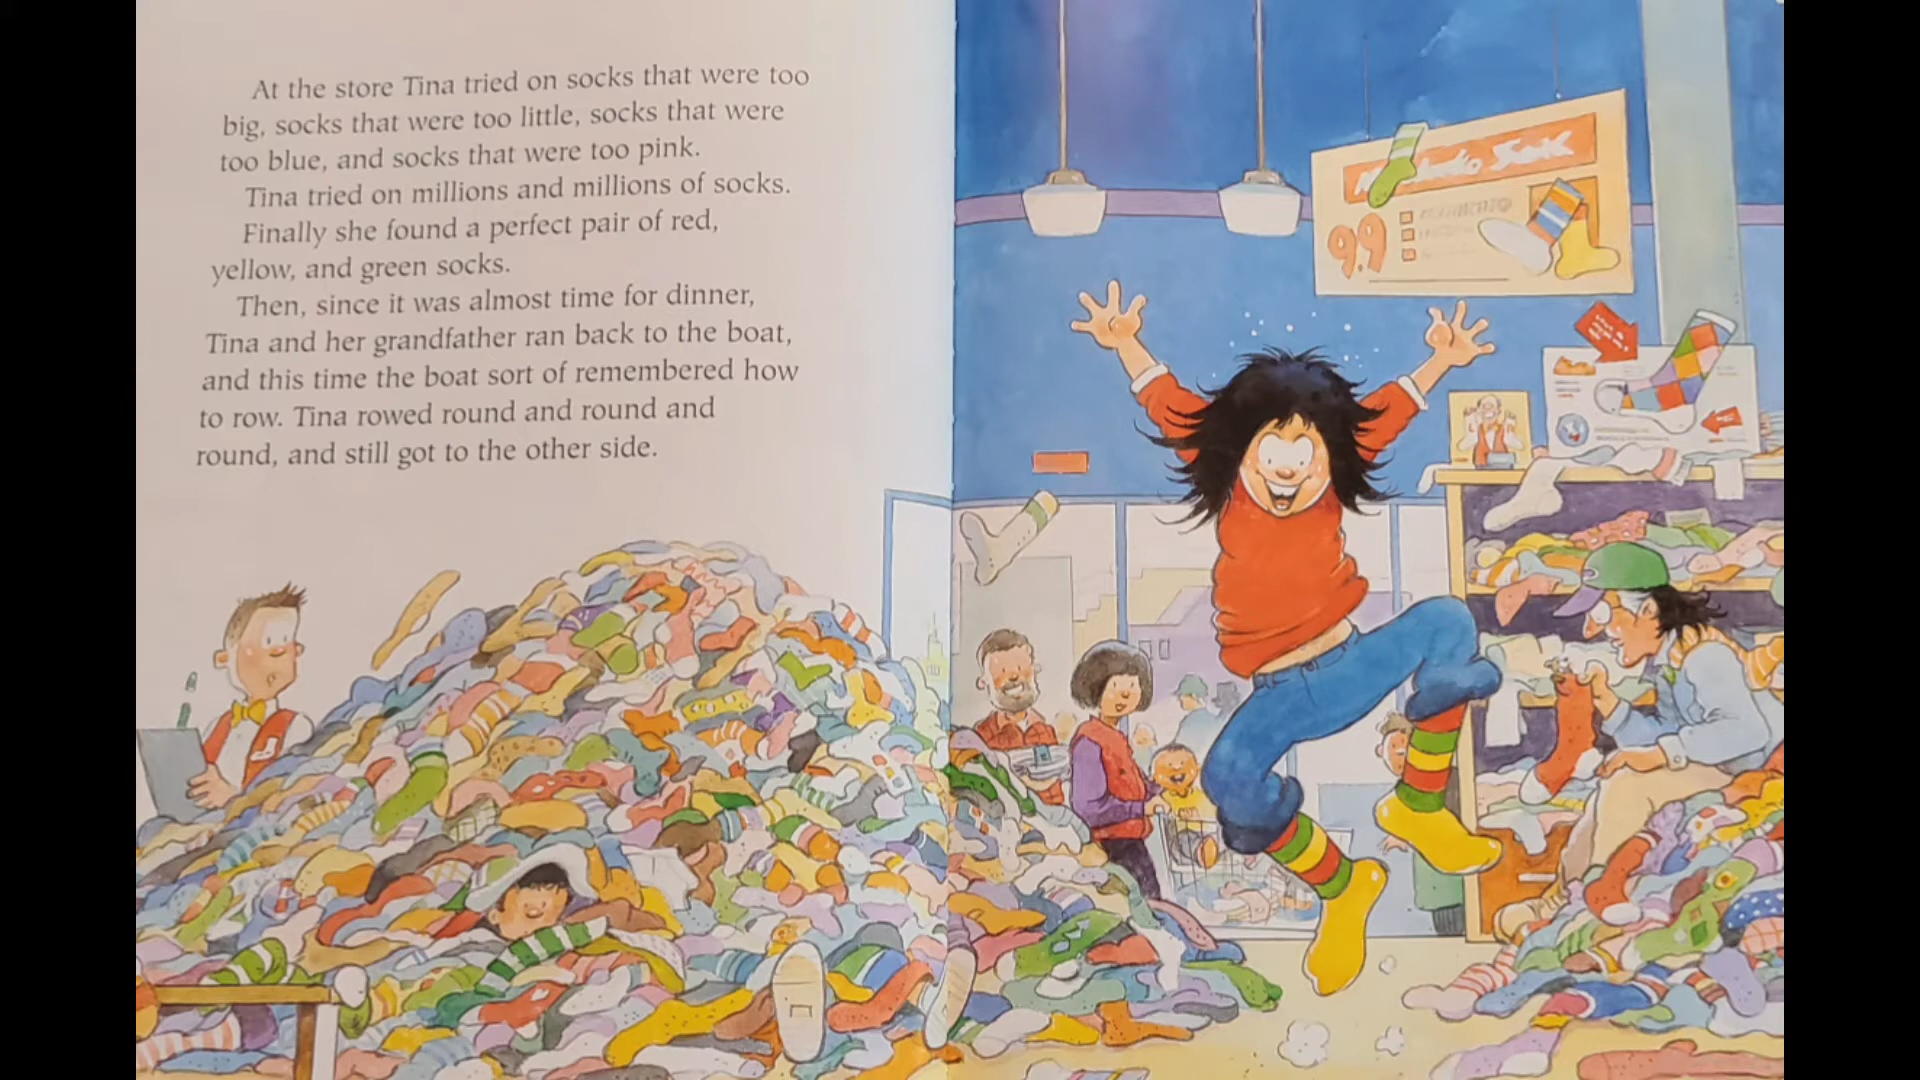 At the store Tina tried on socks that were too
big, socks that were too little, socks that were
too blue, and socks that were too pink.
Tina tried on millions and millions of socks.
Finally she found a perfect pair of red,
yellow, and green socks.
Then, since it was almost time for dinner,
Tina and her grandfather ran back to the boat,
and this time the boat sort of remembered how
to row. Tina rowed round and round and
round, and still got to the other side.
99